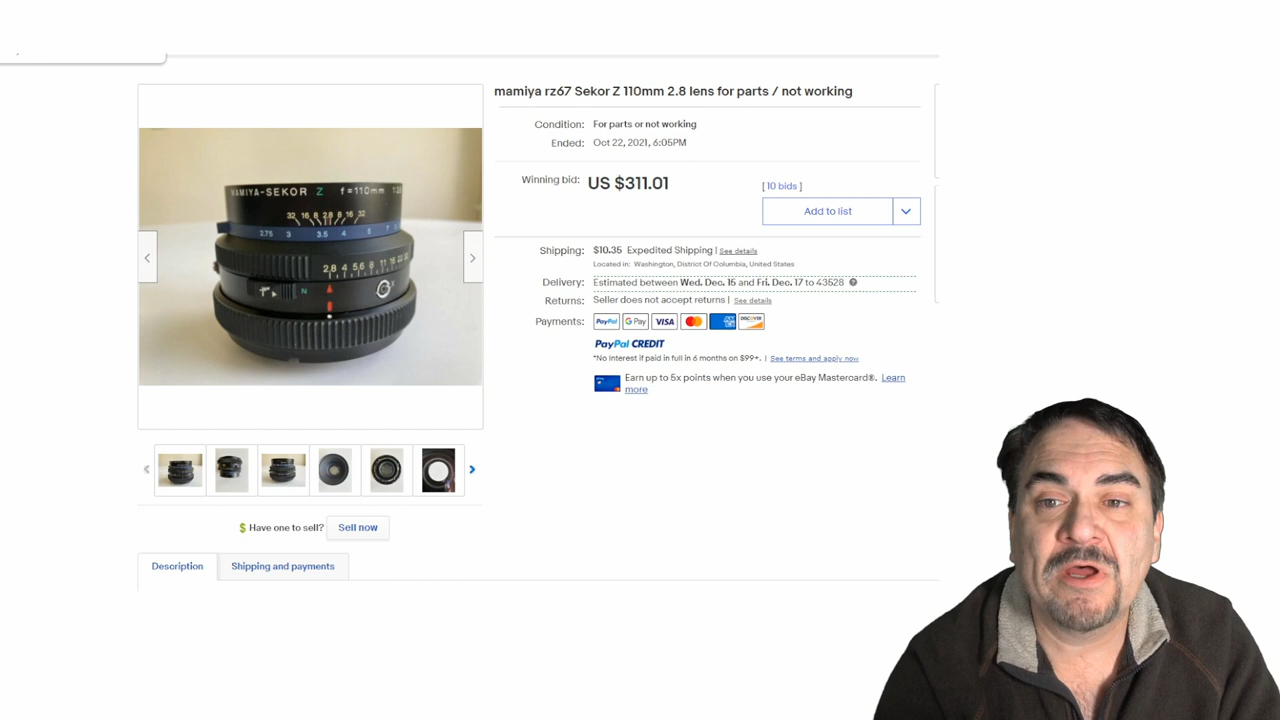 mamiya rz67 Sekor Z 110mm 2.8 lens for parts / not working
Condition: For parts or not working
Ended: Oct 22, 2021, 6:05PM
Winning bid: US $311.01
[ 10 bids ]
Add to list
Shipping: $10.35 Expedited Shipping | See details
Located in: Washington, District Of Columbia, United States
Delivery: Estimated between Wed. Dec. 15 and Fri. Dec. 17 to 43528
Returns: Seller does not accept returns | See details
Payments: PayPal G Pay VISA DISCOVER
PayPal CREDIT
*No Interest if paid in full in 6 months on $99+. | See terms and apply now
Earn up to 5x points when you use your eBay Mastercard®. Learn
more
MAMIYA-SEKOR Z f=110mm
32 16 8 2.8 8 16 32
2.75 3 3.5 4 5
2.8 4 5.6 8 11 16 22
N
$ Have one to sell? Sell now
Description
Shipping and payments